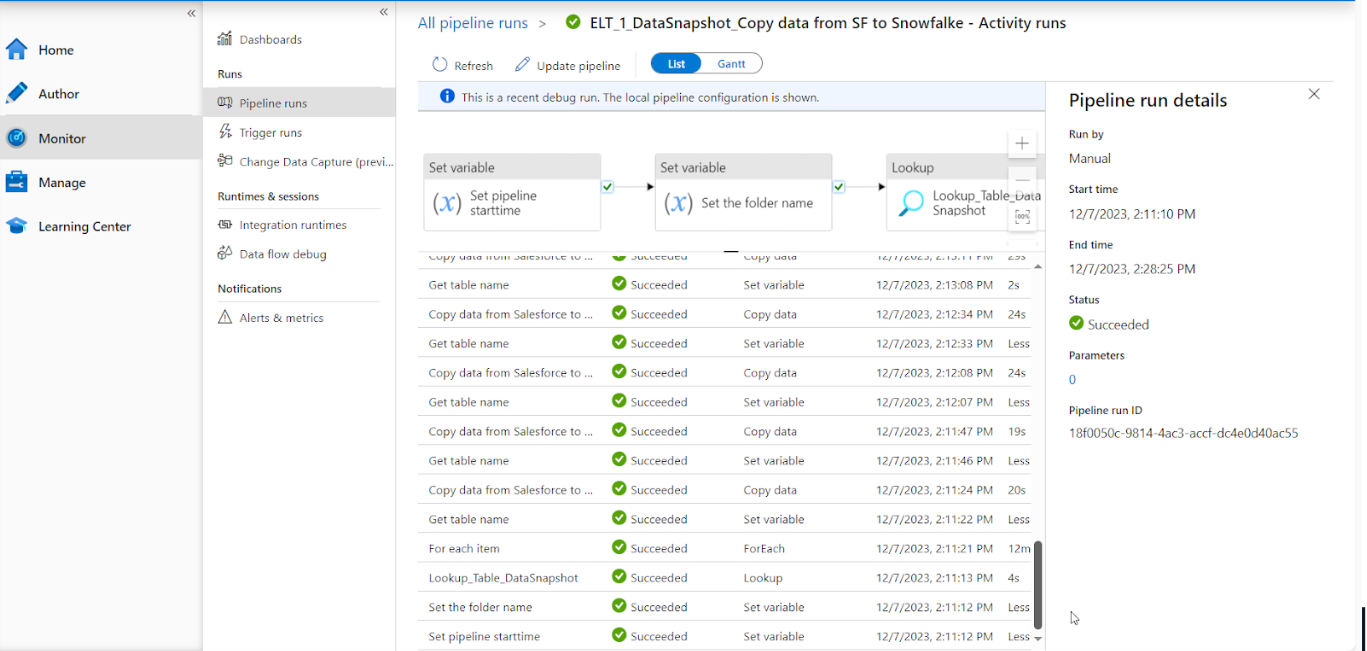 Home
Author
Monitor
Manage
Learning Center
Dashboards
Runs
Pipeline runs
Trigger runs
Change Data Capture (previ...
Runtimes & sessions
Integration runtimes
Data flow debug
Notifications
Alerts & metrics
All pipeline runs > ELT_1_DataSnapshot_Copy data from SF to Snowfalke - Activity runs
Refresh Update pipeline List Gantt
This is a recent debug run. The local pipeline configuration is shown.
Set variable
Set pipeline
starttime
Set variable
Set the folder name
Lookup
Lookup_Table_Data
Snapshot
Copy data from Salesforce to ... Succeeded Copy data 12/7/2023, 2:13:11 PM 29s
Get table name Succeeded Set variable 12/7/2023, 2:13:08 PM 2s
Copy data from Salesforce to ... Succeeded Copy data 12/7/2023, 2:12:34 PM 24s
Get table name Succeeded Set variable 12/7/2023, 2:12:33 PM Less
Copy data from Salesforce to ... Succeeded Copy data 12/7/2023, 2:12:08 PM 24s
Get table name Succeeded Set variable 12/7/2023, 2:12:07 PM Less
Copy data from Salesforce to ... Succeeded Copy data 12/7/2023, 2:11:47 PM 19s
Get table name Succeeded Set variable 12/7/2023, 2:11:46 PM Less
Copy data from Salesforce to ... Succeeded Copy data 12/7/2023, 2:11:24 PM 20s
Get table name Succeeded Set variable 12/7/2023, 2:11:22 PM Less
For each item Succeeded ForEach 12/7/2023, 2:11:21 PM 12m
Lookup_Table_DataSnapshot Succeeded Lookup 12/7/2023, 2:11:13 PM 4s
Set the folder name Succeeded Set variable 12/7/2023, 2:11:12 PM Less
Set pipeline starttime Succeeded Set variable 12/7/2023, 2:11:12 PM Less
Pipeline run details
Run by
Manual
Start time
12/7/2023, 2:11:10 PM
End time
12/7/2023, 2:28:25 PM
Status
Succeeded
Parameters
0
Pipeline run ID
18f0050c-9814-4ac3-accf-dc4e0d40ac55